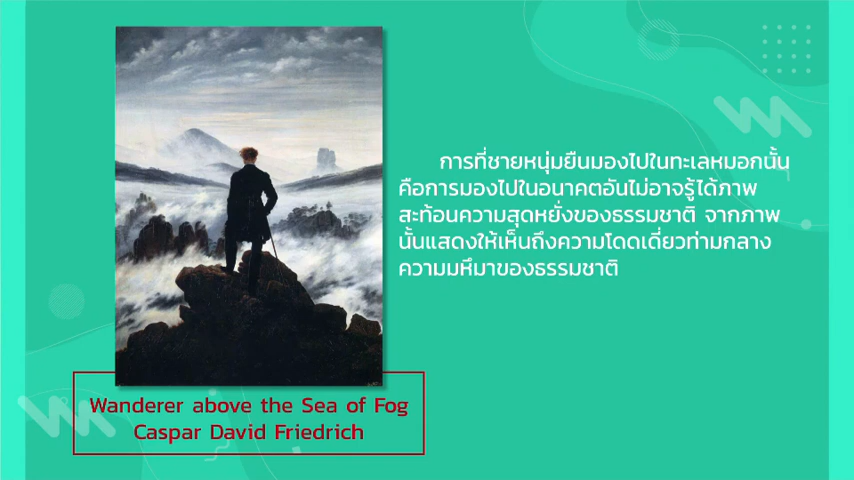 การที่ชายหนุ่มยืนมองไปในทะเลหมอกนั้น
คือการมองไปในอนาคตอันไม่อาจรู้ได้ภาพ
สะท้อนความสุดหยั่งของธรรมชาติ จากภาพ
นั้นแสดงให้เห็นถึงความโดดเดี่ยวท่ามกลาง
ความมหึมาของธรรมชาติ
Wanderer above the Sea of Fog
Caspar David Friedrich